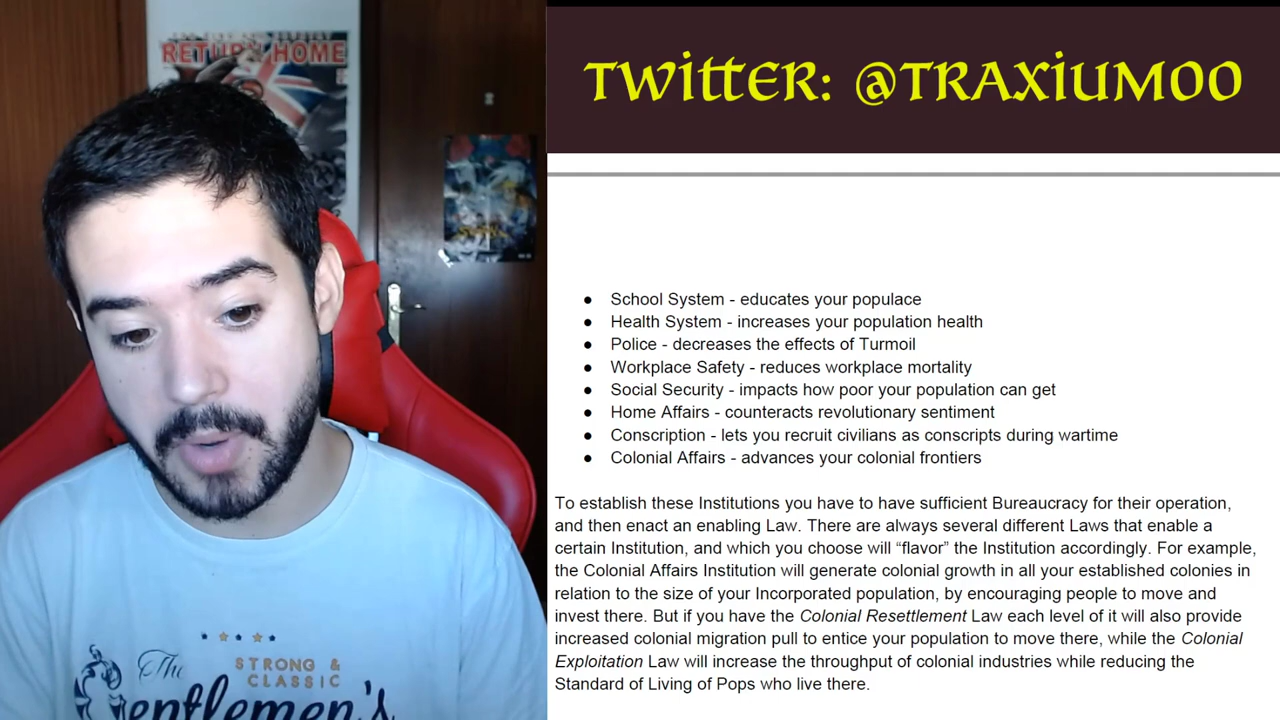 RETURN HOME
TWITTER: @TRAXIUM00
● School System - educates your populace
● Health System - increases your population health
● Police - decreases the effects of Turmoil
● Workplace Safety - reduces workplace mortality
● Social Security - impacts how poor your population can get
● Home Affairs - counteracts revolutionary sentiment
● Conscription - lets you recruit civilians as conscripts during wartime
● Colonial Affairs - advances your colonial frontiers
To establish these Institutions you have to have sufficient Bureaucracy for their operation,
and then enact an enabling Law. There are always several different Laws that enable a
certain Institution, and which you choose will “flavor” the Institution accordingly. For example,
the Colonial Affairs Institution will generate colonial growth in all your established colonies in
relation to the size of your Incorporated population, by encouraging people to move and
invest there. But if you have the Colonial Resettlement Law each level of it will also provide
increased colonial migration pull to entice your population to move there, while the Colonial
Exploitation Law will increase the throughput of colonial industries while reducing the
Standard of Living of Pops who live there.
The
STRONG &
CLASSIC
Gentlemen's